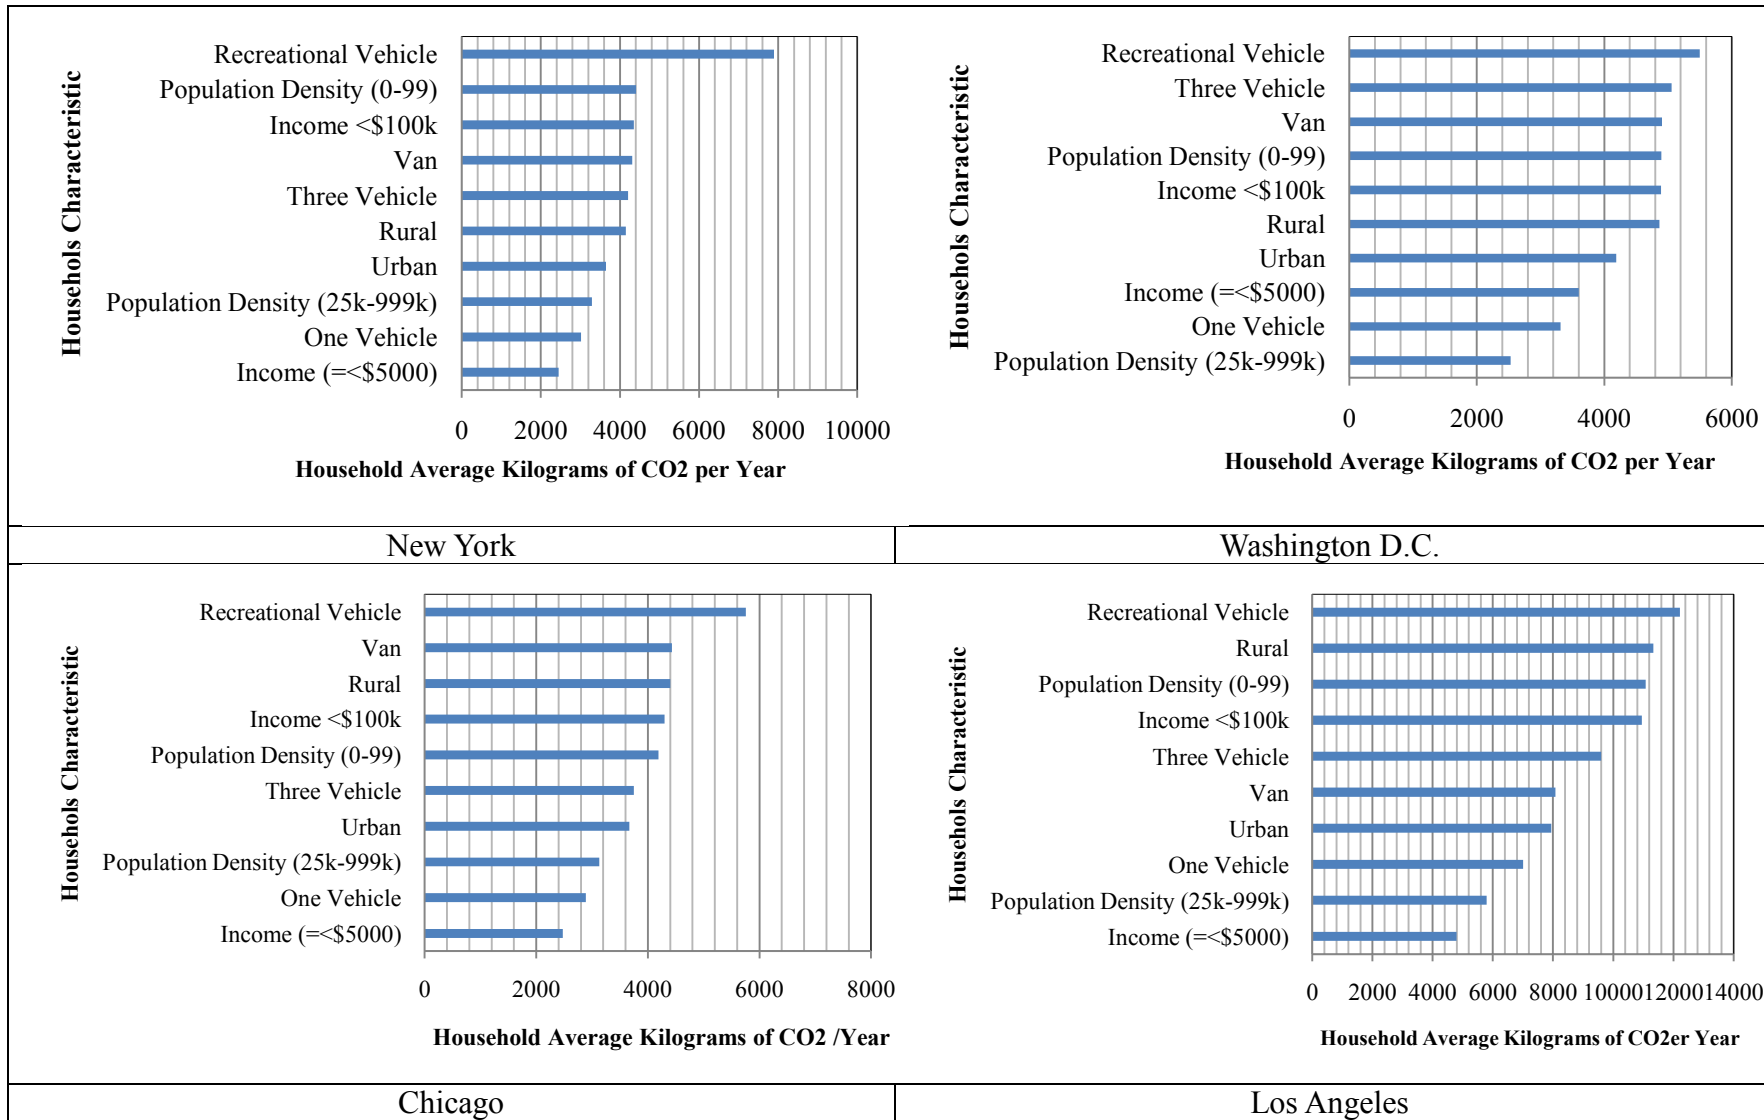 Househols Characteristic
Recreational Vehicle
Population Density (0-99)
Income <$100k
Van
Three Vehicle
Rural
Urban
Population Density (25k-999k)
One Vehicle
Income (=<$5000)
0 2000 4000 6000 8000 10000
Household Average Kilograms of CO2 per Year
Househols Characteristic
Recreational Vehicle
Three Vehicle
Van
Population Density (0-99)
Income <$100k
Rural
Urban
Income (=<$5000)
One Vehicle
Population Density (25k-999k)
0 2000 4000 6000
Household Average Kilograms of CO2 per Year
New York
Washington D.C.
Household Characteristic
Recreational Vehicle
Van
Rural
Income <$100k
Population Density (0-99)
Three Vehicle
Urban
Population Density (25k-999k)
One Vehicle
Income (=<$5000)
0 2000 4000 6000 8000
Household Average Kilograms of CO2 /Year
Household Characteristic
Recreational Vehicle
Rural
Population Density (0-99)
Income <$100k
Three Vehicle
Van
Urban
One Vehicle
Population Density (25k-999k)
Income (=<$5000)
0 2000 4000 6000 8000 10000 12000 14000
Household Average Kilograms of CO2er Year
Chicago
Los Angeles